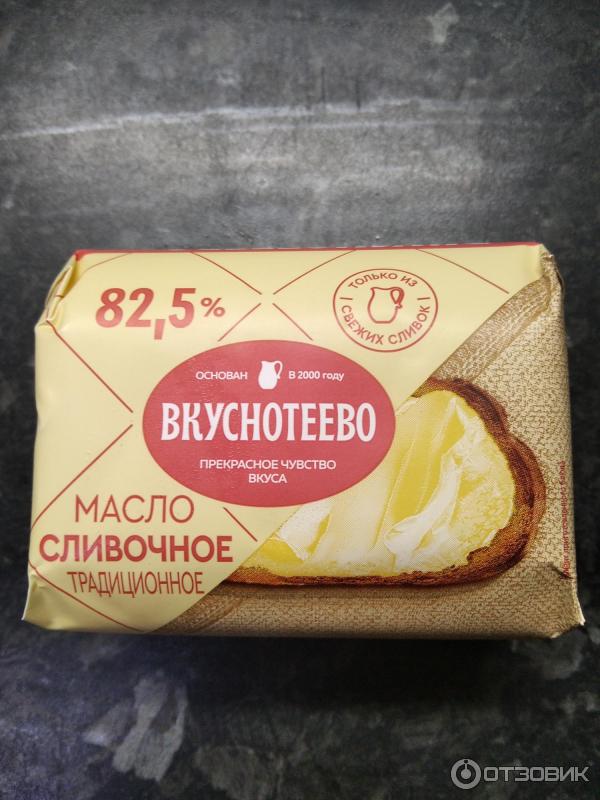 82,5%
ТОЛЬКО ИЗ
СВЕЖИХ СЛИВОК
ОСНОВАН В 2000 году
ВКУСНОТЕЕВО
ПРЕКРАСНОЕ ЧУВСТВО
ВКУСА
МАСЛО
СЛИВОЧНОЕ
ТРАДИЦИОННОЕ
ОТЗОВИК